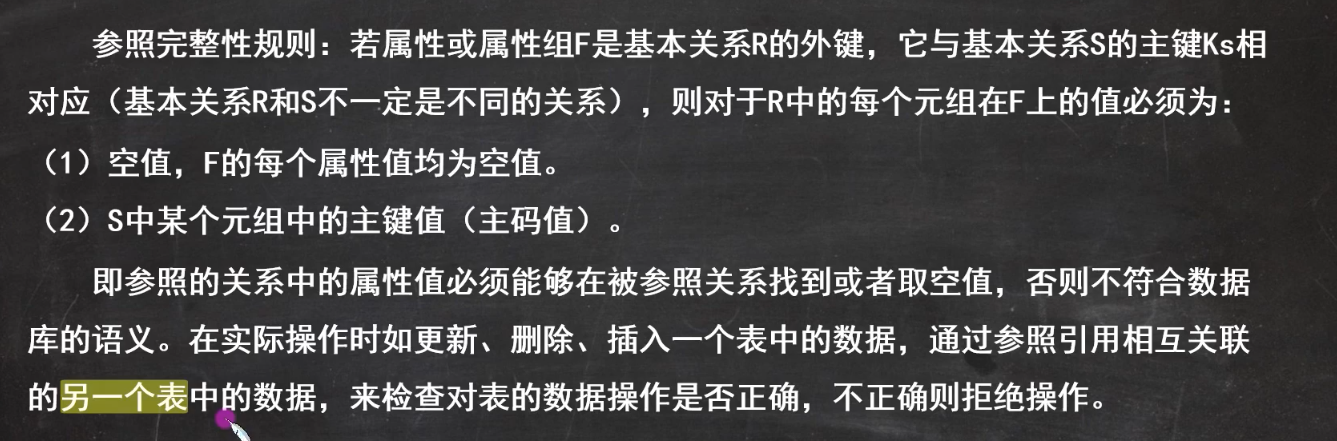 参照完整性规则：若属性或属性组F是基本关系R的外键，它与基本关系S的主键Ks相
对应（基本关系R和S不一定是不同的关系），则对于R中的每个元组在F上的值必须为：
（1）空值，F的每个属性值均为空值。
（2）S中某个元组中的主键值（主码值）。
即参照的关系中的属性值必须能够在被参照关系找到或者取空值，否则不符合数据
库的语义。在实际操作时如更新、删除、插入一个表中的数据，通过参照引用相互关联
的另一个表中的数据，来检查对表的数据操作是否正确，不正确则拒绝操作。